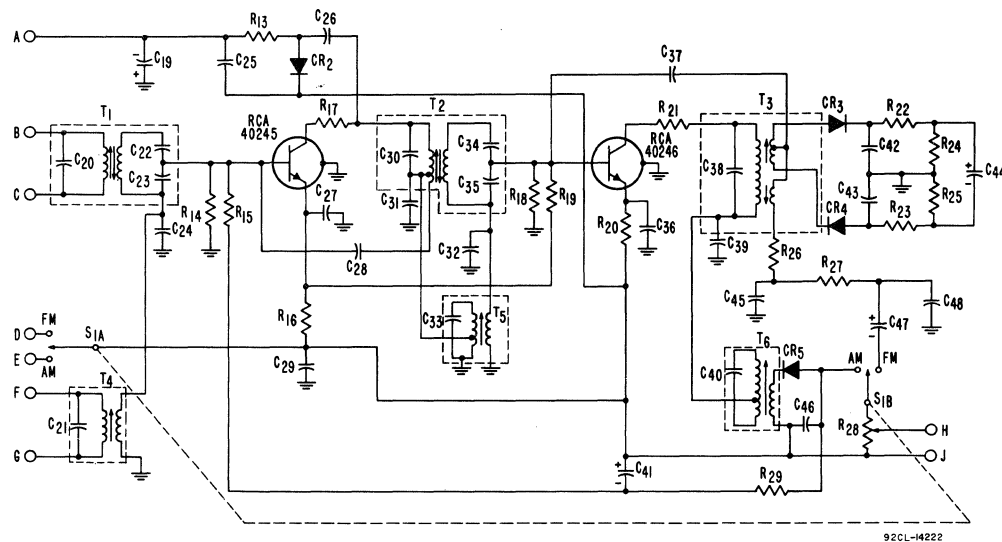 A
R13
C26
C19
C25
CR2
C37
T1
R17
T2
R21
T3
CR3
R22
B
C20
C22
C23
C
RCA
40245
C30
C34
C31
C35
RCA
40246
C38
C42
R24
C44
C43
R25
CR4
R23
R14
R15
C24
C27
C28
R18
R19
C32
R20
C36
C39
R26
R27
C45
C48
C47
D
FM
E
AM
S1A
R16
C29
C33
T5
T6
CR5
AM
FM
C40
C46
S1B
R28
H
J
F
T4
C21
G
C41
R29
92CL-14222